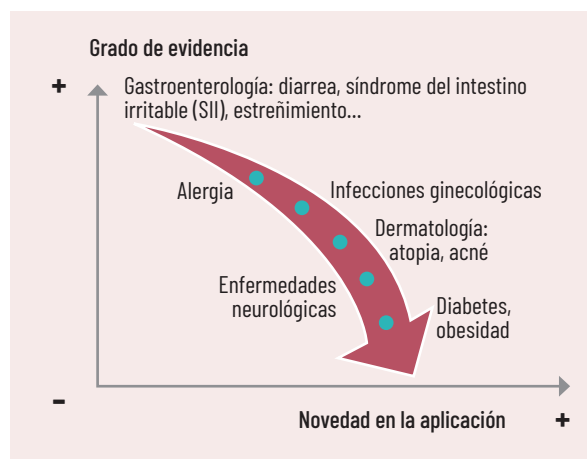 Grado de evidencia
+
Gastroenterología: diarrea, síndrome del intestino
irritable (SII), estreñimiento...
Alergia
Infecciones ginecológicas
Dermatología:
atopia, acné
Enfermedades
neurológicas
Diabetes,
obesidad
–
Novedad en la aplicación
+